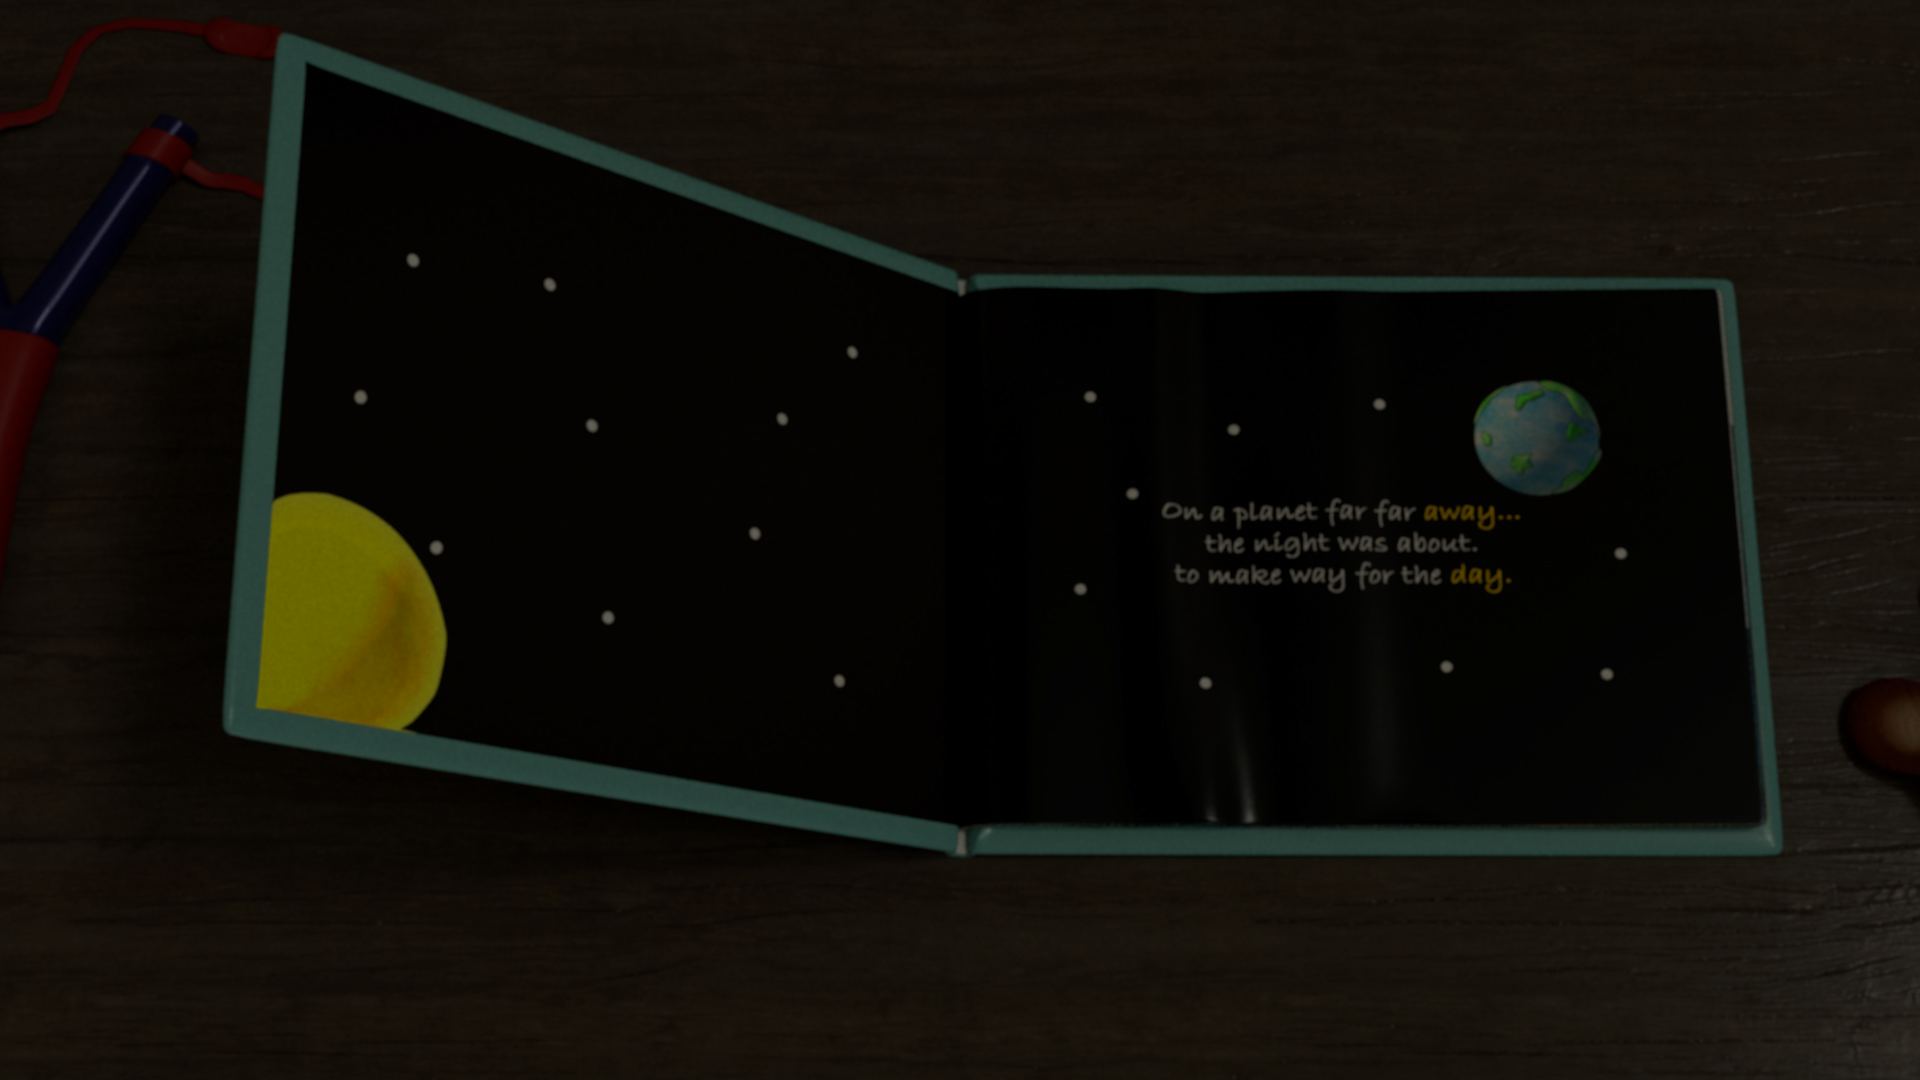 On a planet far far away...
the night was about.
to make way for the day.